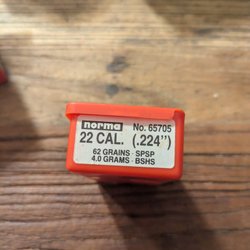 norma No. 65705
22 CAL. (.224")
62 GRAINS · SPSP
4.0 GRAMS · BSHS